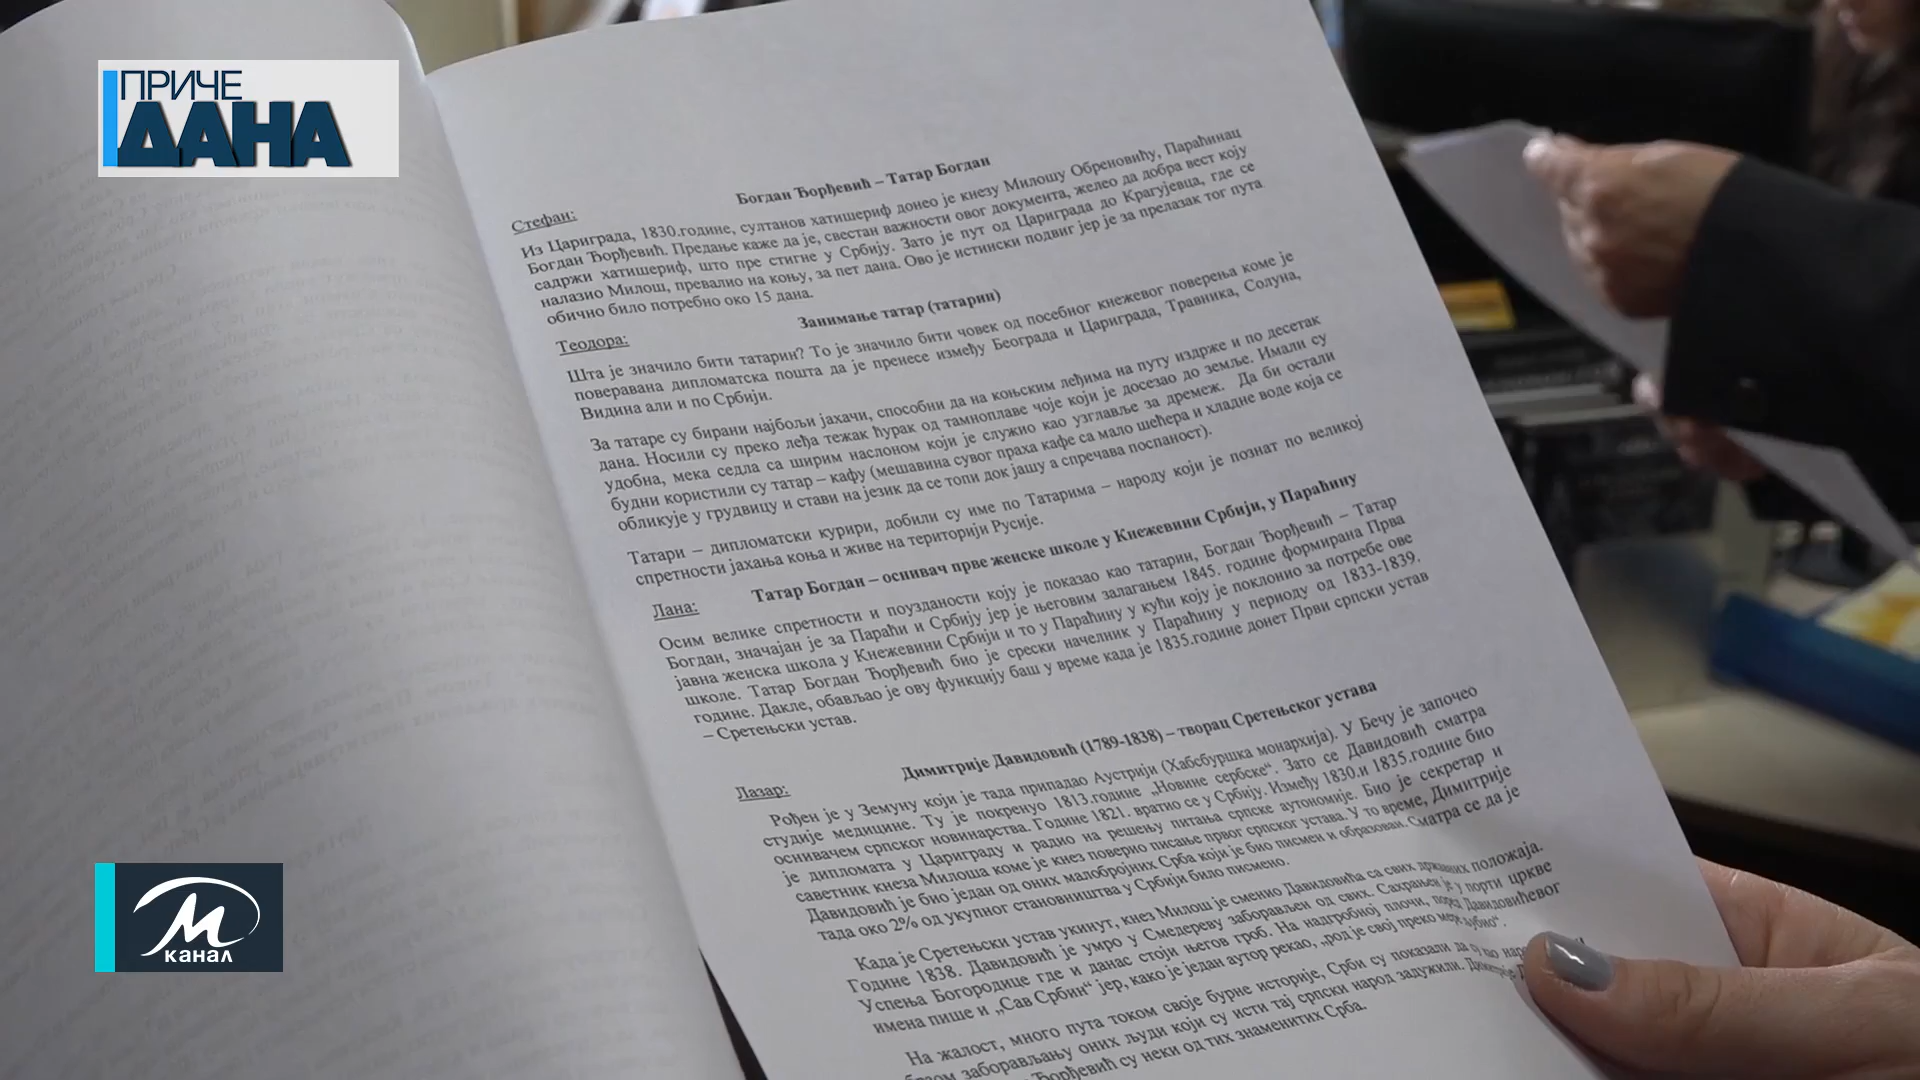 ПРИЧЕ
ДАНА
Богдан Ђорђевић – Татар Богдан
Стефан:
Из Цариграда, 1830.године, султанов хатишериф донео је кнезу Милошу Обреновићу, Параћинац
Богдан Ђорђевић. Предање каже да је, свестан важности овог документа, желео да добра вест коју
садржи хатишериф, што пре стигне у Србију. Зато је пут од Цариграда до Крагујевца, где се
налазио Милош, превалио на коњу, за пет дана. Ово је истински подвиг јер је за прелазак тог пута
обично било потребно око 15 дана.
Занимање татар (татарин)
Теодора:
Шта је значило бити татарин? То је значило бити човек од посебног кнежевог поверења коме је
поверавана дипломатска пошта да је пренесе између Београда и Цариграда, Травника, Солуна,
Видина али и по Србији.
За татаре су бирани најбољи јахачи, способни да на коњским леђима на путу издрже и по десетак
дана. Носили су преко леђа тежак ћурак од тамноплаве чоје који је досезао до земље. Имали су
удобна, мека седла са ширим наслоном који је служио као узглавље за дремеж. Да би остали
будни користили су татар – кафу (мешавина сувог праха кафе са мало шећера и хладне воде која се
обликује у грудвицу и стави на језик да се топи док јашу а спречава поспаност).
Татари – дипломатски курири, добили су име по Татарима – народу који је познат по великој
спретности јахања коња и живе на територији Русије.
Татар Богдан – оснивач прве женске школе у Кнежевини Србији, у Параћину
Лана:
Осим велике спретности и поузданости коју је показао као татарин, Богдан Ђорђевић – Татар
Богдан, значајан је за Параћи и Србију јер је његовим залагањем 1845. године формирана Прва
јавна женска школа у Кнежевини Србији и то у Параћину у кући коју је поклонио за потребе ове
школе. Татар Богдан Ђорђевић био је срески начелник у Параћину у периоду од 1833-1839.
године. Дакле, обављао је ову функцију баш у време када је 1835.године донет Први српски устав
– Сретењски устав.
Димитрије Давидовић (1789-1838) – творац Сретењског устава
Лазар:
Рођен је у Земуну који је тада припадао Аустрији (Хабсбуршка монархија). У Бечу је започео
студије медицине. Ту је покренуо 1813.године „Новине сербске“. Зато се Давидовић сматра
оснивачем српског новинарства. Године 1821. вратио се у Србију. Између 1830.и 1835.године био
је дипломата у Цариграду и радио на решењу питања српске аутономије. Био је секретар и
саветник кнеза Милоша коме је кнез поверио писање првог српског устава. У то време, Димитрије
Давидовић је био један од оних малобројних Срба који је био писмен и образован. Сматра се да је
тада око 2% од укупног становништва у Србији било писмено.
Када је Сретењски устав укинут, кнез Милош је сменио Давидовића са свих државних положаја.
Године 1838. Давидовић је умро у Смедереву заборављен од свих. Сахрањен је у порти цркве
Успења Богородице где и данас стоји његов гроб. На надгробној плочи, поред Давидовићевог
имена пише и „Сав Србин“ јер, како је један аутор рекао, „род је свој преко мере љубио“.
На жалост, много пута током своје бурне историје, Срби су показали да су као
заборављању оних људи који су исти тај српски народ задужили. Димитрије
Ђорђевић су неки од тих знаменитих Срба.
М
канал